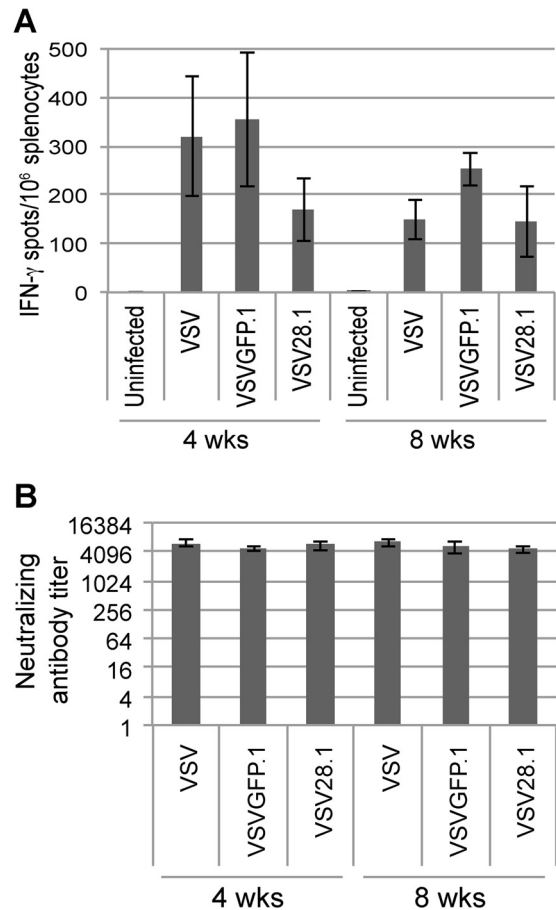 A
IFN-γ spots/10⁶ splenocytes
500
400
300
200
100
0
Uninfected
VSV
VSVGFP.1
VSV28.1
Uninfected
VSV
VSVGFP.1
VSV28.1
4 wks
8 wks
B
Neutralizing
antibody titer
16384
4096
1024
256
64
16
4
1
VSV
VSVGFP.1
VSV28.1
VSV
VSVGFP.1
VSV28.1
4 wks
8 wks